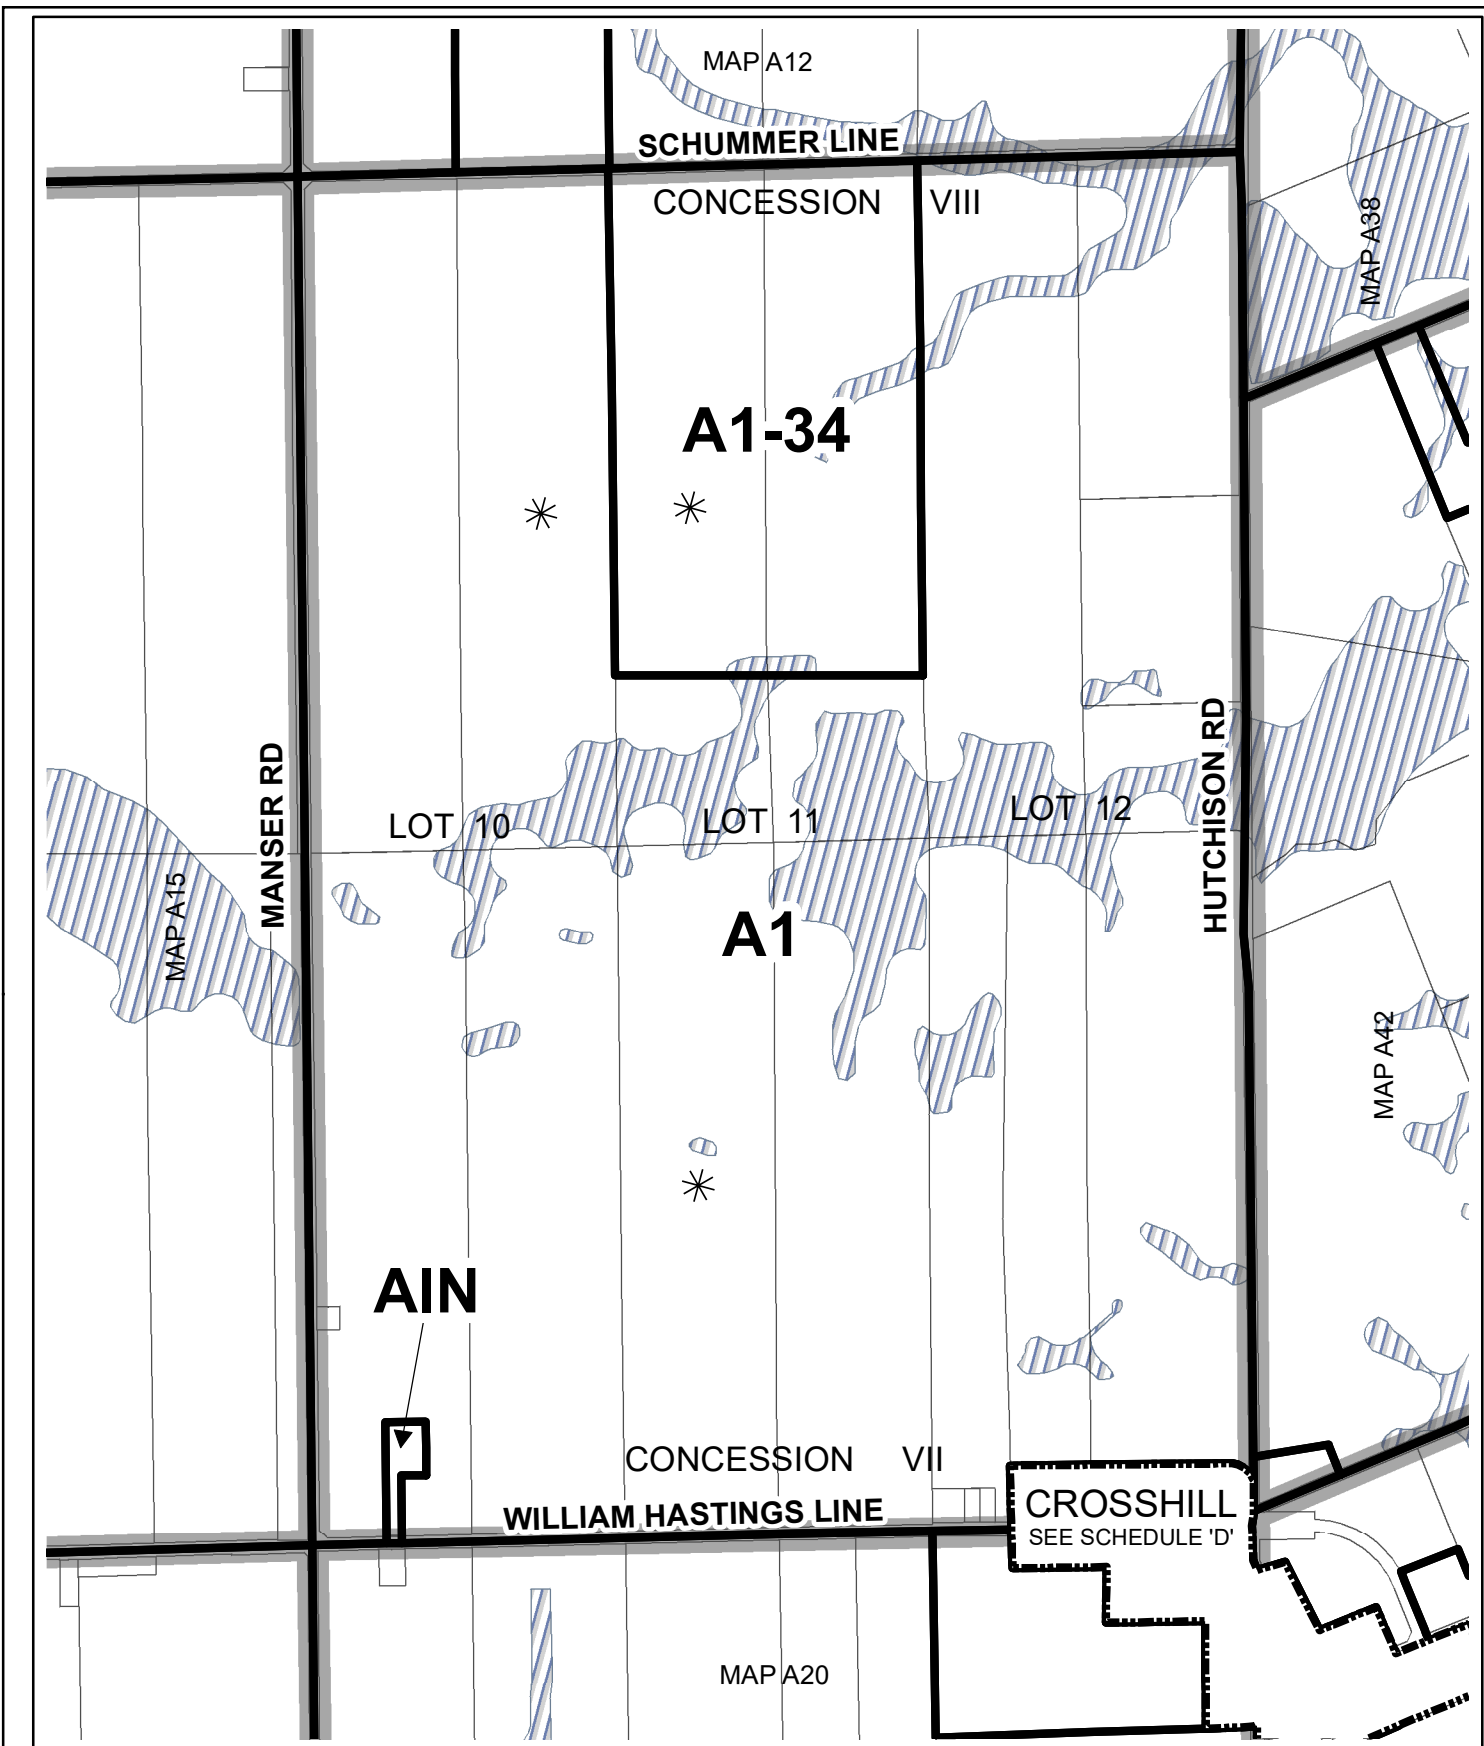 MAP A12
SCHUMMER LINE
CONCESSION VIII
MAP A38
A1-34
MANSER RD
HUTCHISON RD
LOT 10
LOT 11
LOT 12
MAP A15
A1
MAP A42
AIN
CONCESSION VII
WILLIAM HASTINGS LINE
CROSSHILL
SEE SCHEDULE 'D'
MAP A20